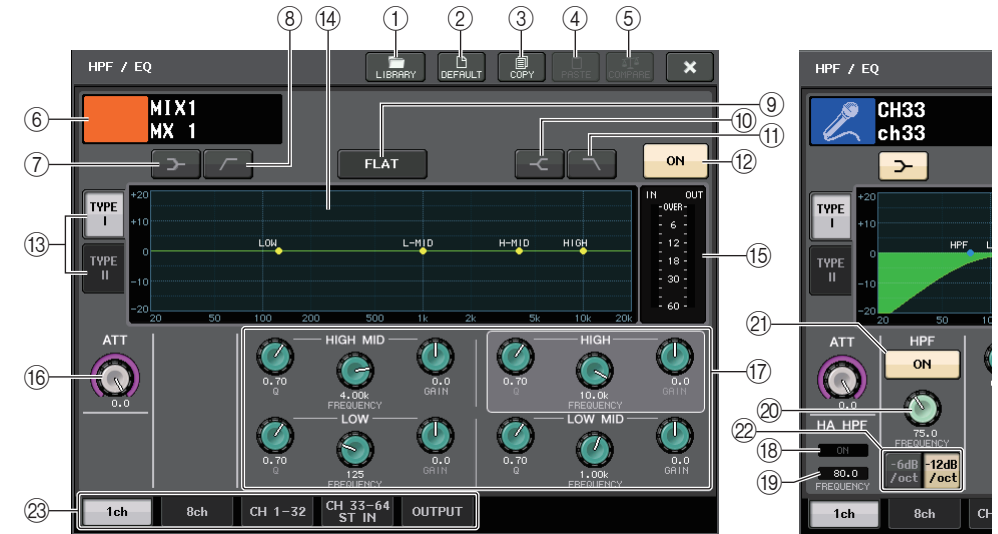 ⑧ ⑭ ① ② ③ ④ ⑤
HPF / EQ
LIBRARY DEFAULT COPY PASTE COMPARE ×
HPF / EQ
⑥ MIX1
MX 1
⑨
⑩
⑪
CH33
ch33
⑦
FLAT
ON ⑫
TYPE
I
⑬
TYPE
II
+20
+10
0
-10
-20
LOW L-MID H-MID HIGH
20 50 100 200 500 1k 2k 5k 10k 20k
IN OUT
-OVER-
6
12
18
30
60
⑮
TYPE
I
TYPE
II
+20
+10
0
-10
-20
HPF L
20 50 10
㉑
ATT
⑯
0.0
HIGH MID
0.70
Q
4.00k
FREQUENCY
0.0
GAIN
HIGH
0.70
Q
10.0k
FREQUENCY
0.0
GAIN
⑰
LOW
0.70
Q
125
FREQUENCY
0.0
GAIN
LOW MID
0.70
Q
1.00k
FREQUENCY
0.0
GAIN
ATT
0.0
HPF
ON
⑳
75.0
FREQUENCY
㉒
HA HPF
⑱ ON
⑲ 80.0
FREQUENCY
-6dB
/oct
-12dB
/oct
㉓ 1ch 8ch CH 1-32 CH 33-64
ST IN OUTPUT
1ch 8ch CH